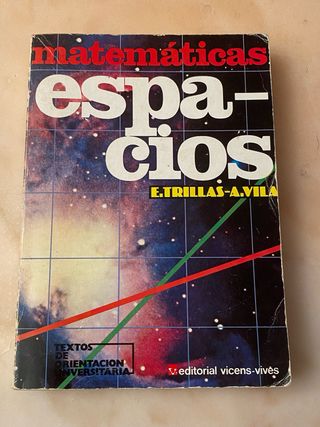 matemáticas
espa-
cios
E.TRILLAS-A.VILA
TEXTOS
DE
ORIENTACION
UNIVERSITARIA
editorial vicens-vives